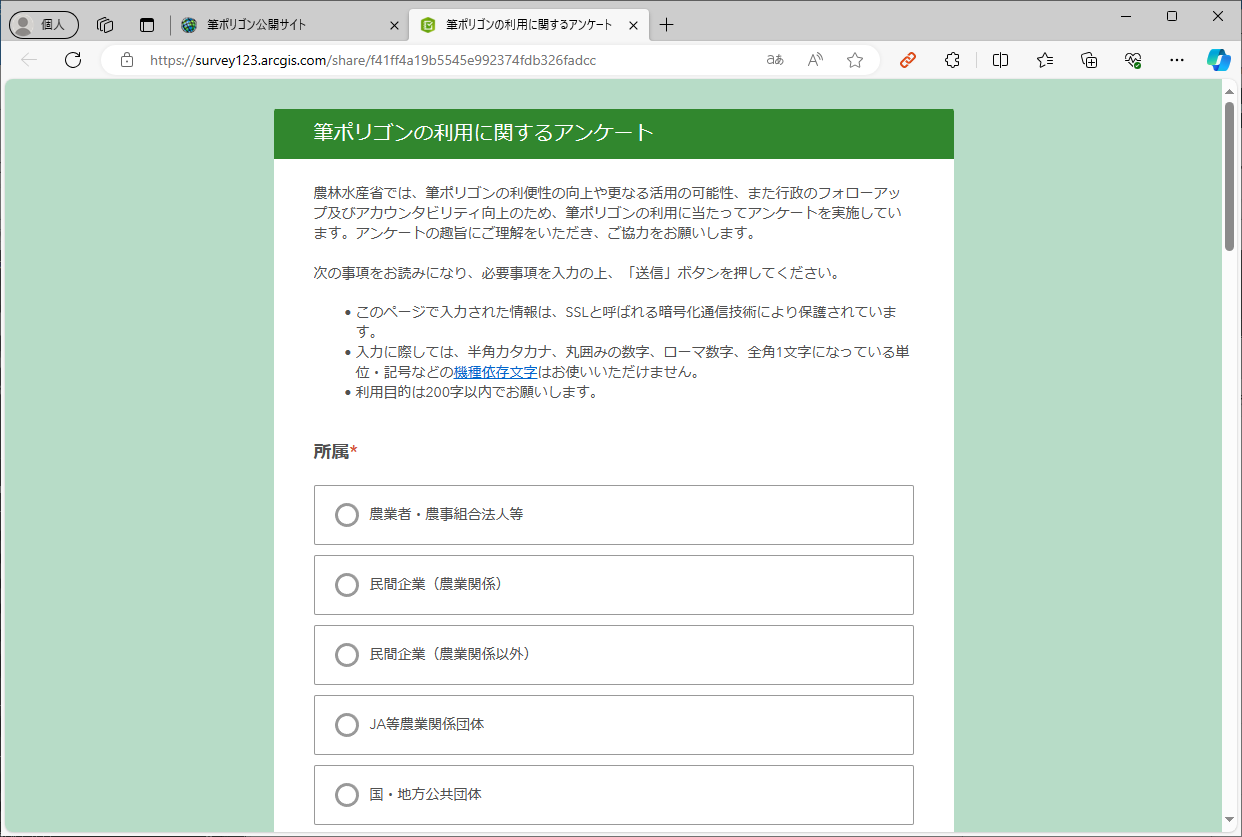 個人
筆ポリゴン公開サイト
筆ポリゴンの利用に関するアンケート
https://survey123.arcgis.com/share/f41ff4a19b5545e992374fdb326fadcc
aあ
筆ポリゴンの利用に関するアンケート
農林水産省では、筆ポリゴンの利便性の向上や更なる活用の可能性、また行政のフォローアッ
プ及びアカウンタビリティ向上のため、筆ポリゴンの利用に当たってアンケートを実施してい
ます。アンケートの趣旨にご理解をいただき、ご協力をお願いします。
次の事項をお読みになり、必要事項を入力の上、「送信」ボタンを押してください。
• このページで入力された情報は、SSLと呼ばれる暗号化通信技術により保護されていま
す。
• 入力に際しては、半角カタカナ、丸囲みの数字、ローマ数字、全角1文字になっている単
位・記号などの機種依存文字はお使いいただけません。
• 利用目的は200字以内でお願いします。
所属*
農業者・農事組合法人等
民間企業（農業関係）
民間企業（農業関係以外）
JA等農業関係団体
国・地方公共団体